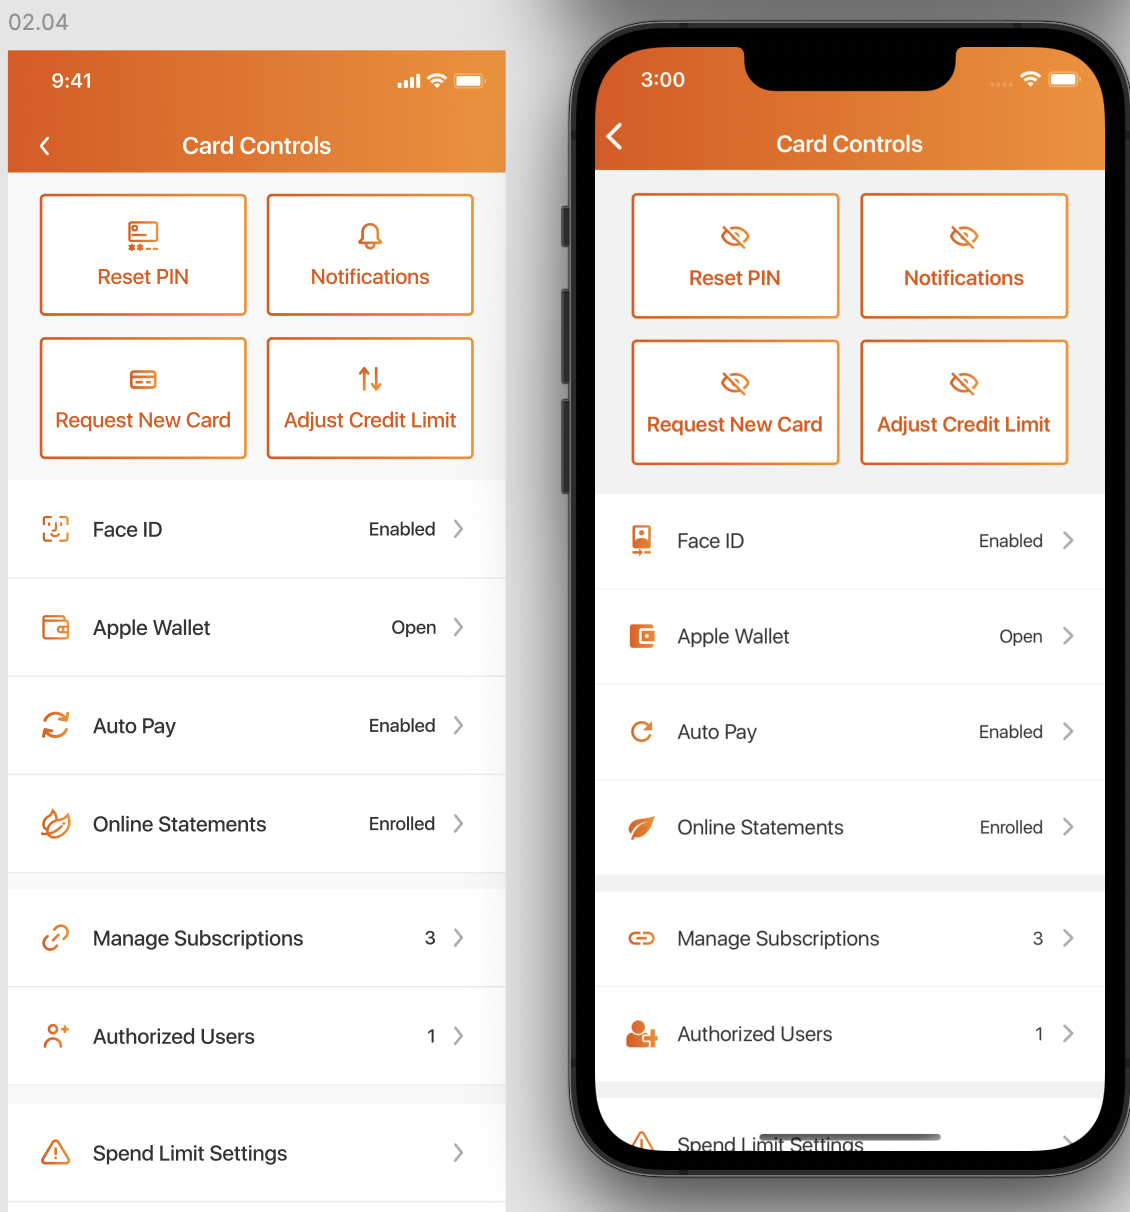 02.04
9:41
Card Controls
Reset PIN
Notifications
Request New Card
Adjust Credit Limit
Face ID
Enabled
Apple Wallet
Open
Auto Pay
Enabled
Online Statements
Enrolled
Manage Subscriptions
3
Authorized Users
1
Spend Limit Settings
3:00
Card Controls
Reset PIN
Notifications
Request New Card
Adjust Credit Limit
Face ID
Enabled
Apple Wallet
Open
Auto Pay
Enabled
Online Statements
Enrolled
Manage Subscriptions
3
Authorized Users
1
Spend Limit Settings